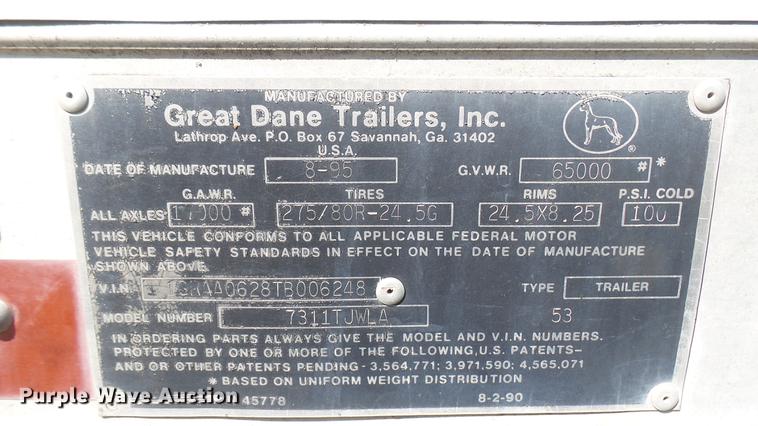 MANUFACTURED BY
Great Dane Trailers, Inc.
Lathrop Ave. P.O. Box 67 Savannah, Ga. 31402
U.S.A.
DATE OF MANUFACTURE 8-95 G.V.W.R. 65000 # *
G.A.W.R. TIRES RIMS P.S.I. COLD
ALL AXLES 17000 # 275/80R-24.5G 24.5X8.25 100
THIS VEHICLE CONFORMS TO ALL APPLICABLE FEDERAL MOTOR
VEHICLE SAFETY STANDARDS IN EFFECT ON THE DATE OF MANUFACTURE
SHOWN ABOVE.
V.I.N. 1GRAA0628TB006248 TYPE TRAILER
MODEL NUMBER 7311TJWLA 53
IN ORDERING PARTS ALWAYS GIVE THE MODEL AND V.I.N. NUMBERS.
PROTECTED BY ONE OR MORE OF THE FOLLOWING,U.S. PATENTS-
AND OR OTHER PATENTS PENDING - 3,564,771; 3,971,590; 4,565,071
* BASED ON UNIFORM WEIGHT DISTRIBUTION
45778 8-2-90
®
Purple Wave Auction